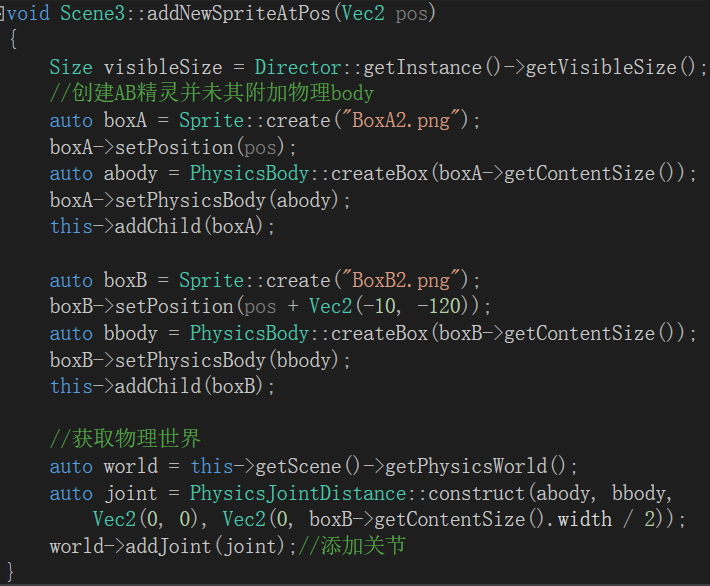 void Scene3::addNewSpriteAtPos(Vec2 pos)
{
Size visibleSize = Director::getInstance()->getVisibleSize();
//创建AB精灵并未其附加物理body
auto boxA = Sprite::create("BoxA2.png");
boxA->setPosition(pos);
auto abody = PhysicsBody::createBox(boxA->getContentSize());
boxA->setPhysicsBody(abody);
this->addChild(boxA);
auto boxB = Sprite::create("BoxB2.png");
boxB->setPosition(pos + Vec2(-10, -120));
auto bbody = PhysicsBody::createBox(boxB->getContentSize());
boxB->setPhysicsBody(bbody);
this->addChild(boxB);
//获取物理世界
auto world = this->getScene()->getPhysicsWorld();
auto joint = PhysicsJointDistance::construct(abody, bbody,
Vec2(0, 0), Vec2(0, boxB->getContentSize().width / 2));
world->addJoint(joint);//添加关节
}